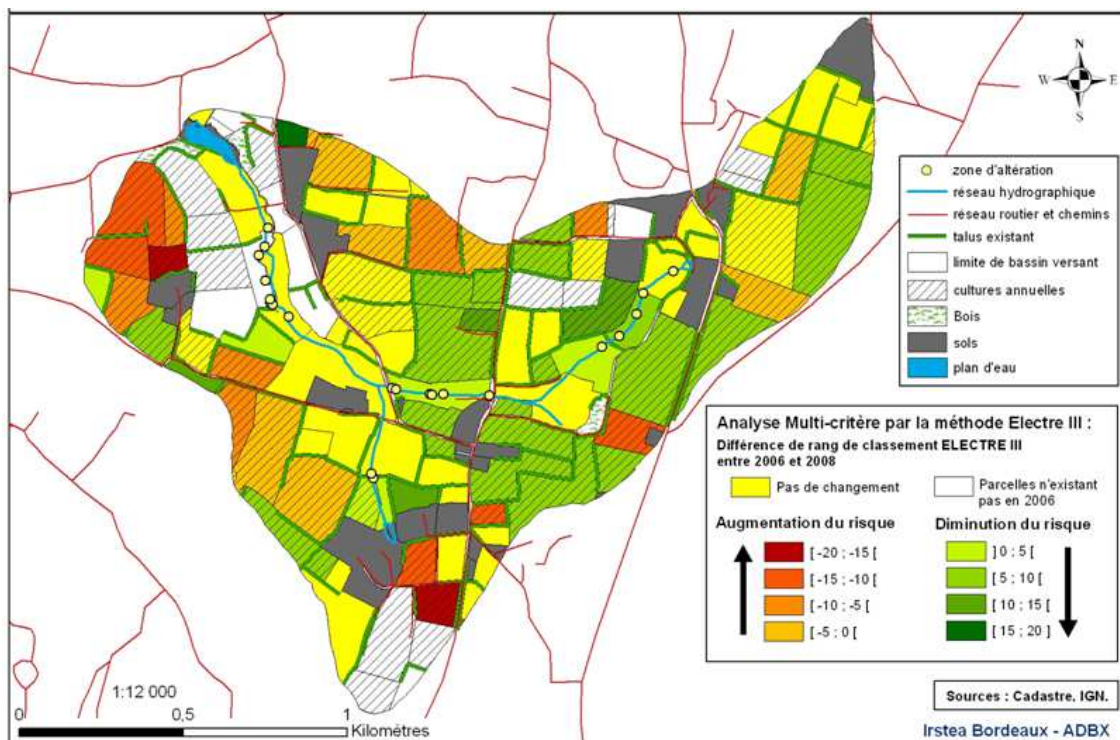 N
W E
S
zone d'altération
réseau hydrographique
réseau routier et chemins
talus existant
limite de bassin versant
cultures annuelles
Bois
sols
plan d'eau
Analyse Multi-critère par la méthode Electre III :
Différence de rang de classement ELECTRE III
entre 2006 et 2008
Pas de changement
Parcelles n'existant
pas en 2006
Augmentation du risque
Diminution du risque
[ -20 ; -15 [
] 0 ; 5 [
[ -15 ; -10 [
[ 5 ; 10 [
[ -10 ; -5 [
[ 10 ; 15 [
[ -5 ; 0 [
[ 15 ; 20 ]
1:12 000
0 0,5 1
Kilométres
Sources : Cadastre, IGN.
Irstea Bordeaux - ADBX